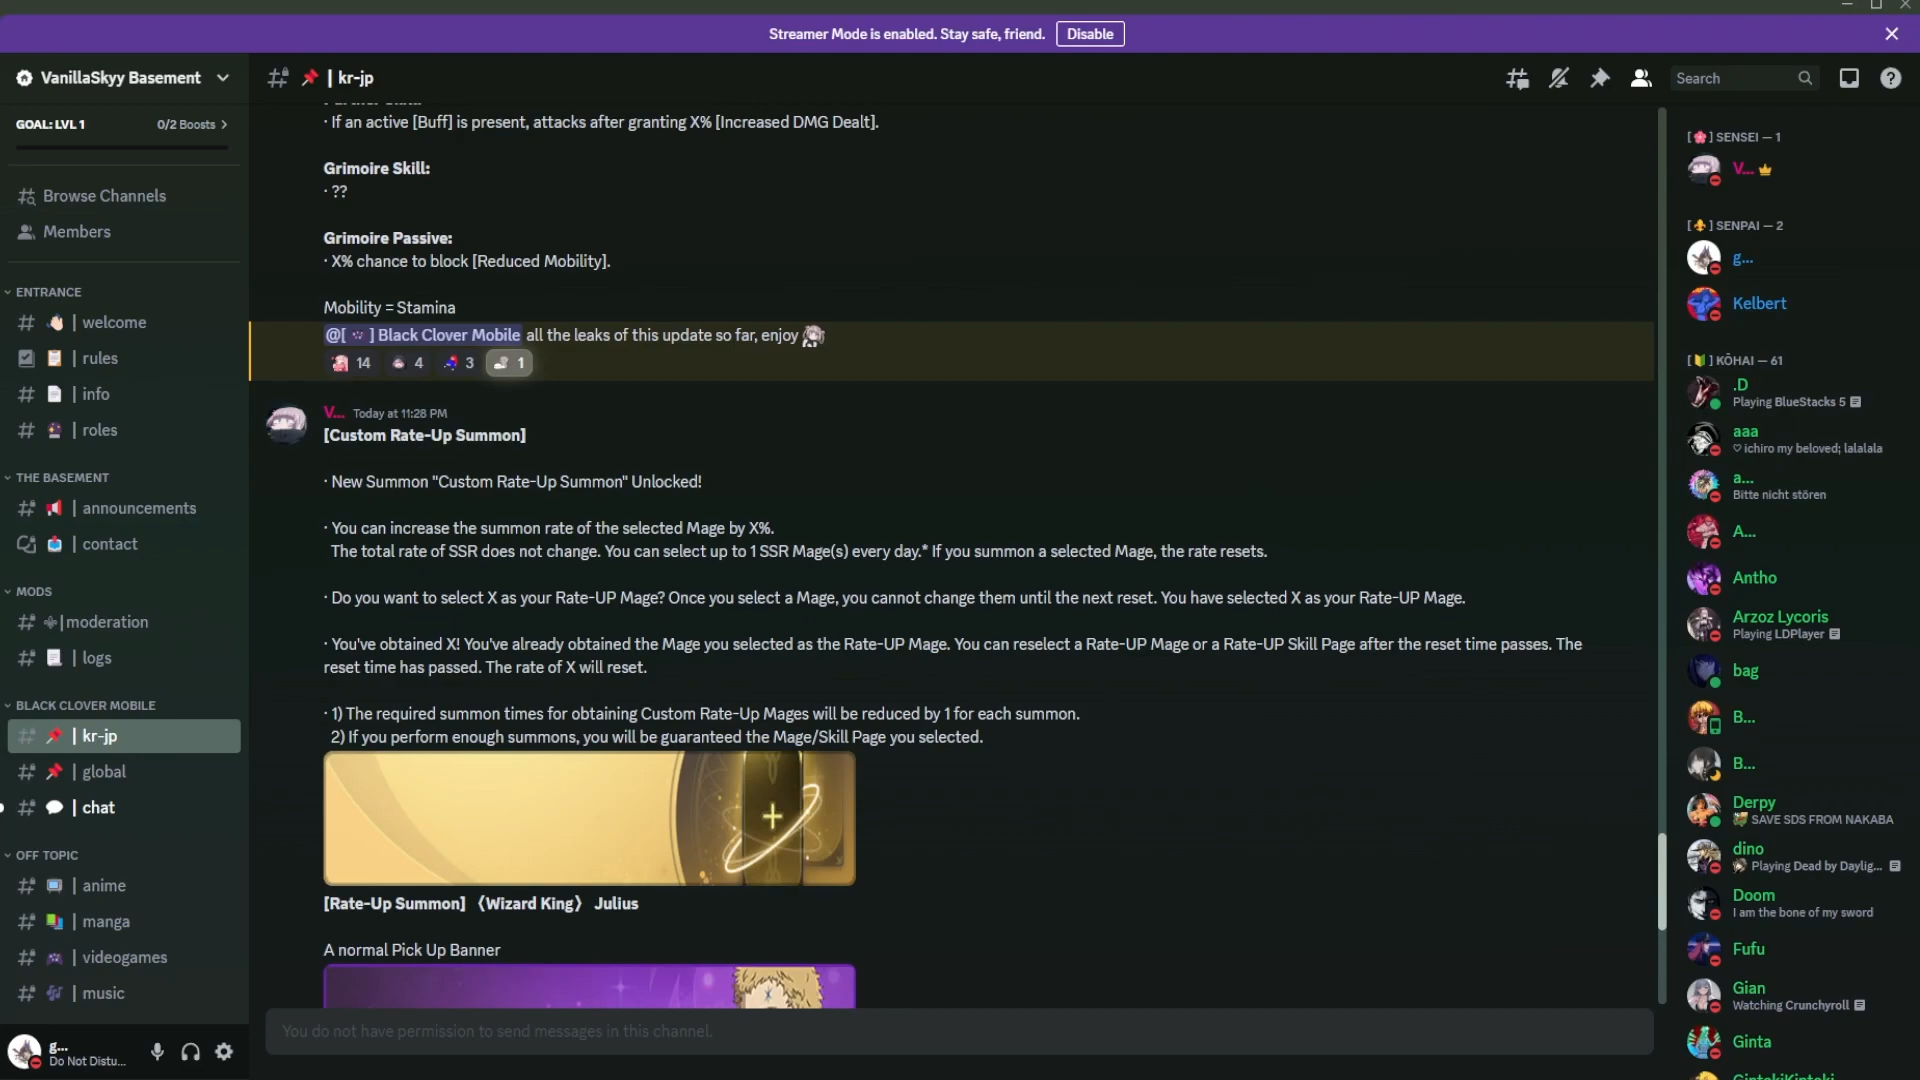 Streamer Mode is enabled. Stay safe, friend. Disable
VanillaSkyy Basement
GOAL: LVL 1 0/2 Boosts
Browse Channels
Members
ENTRANCE
| welcome
| rules
| info
| roles
THE BASEMENT
| announcements
| contact
MODS
|moderation
| logs
BLACK CLOVER MOBILE
| kr-jp
| global
| chat
OFF TOPIC
| anime
| manga
| videogames
| music
g...
Do Not Distu...
| kr-jp
Search
· If an active [Buff] is present, attacks after granting X% [Increased DMG Dealt].
Grimoire Skill:
· ??
Grimoire Passive:
· X% chance to block [Reduced Mobility].
Mobility = Stamina
@[ ] Black Clover Mobile all the leaks of this update so far, enjoy
14 4 3 1
V... Today at 11:28 PM
[Custom Rate-Up Summon]
· New Summon "Custom Rate-Up Summon" Unlocked!
· You can increase the summon rate of the selected Mage by X%.
The total rate of SSR does not change. You can select up to 1 SSR Mage(s) every day.* If you summon a selected Mage, the rate resets.
· Do you want to select X as your Rate-UP Mage? Once you select a Mage, you cannot change them until the next reset. You have selected X as your Rate-UP Mage.
· You've obtained X! You've already obtained the Mage you selected as the Rate-UP Mage. You can reselect a Rate-UP Mage or a Rate-UP Skill Page after the reset time passes. The
reset time has passed. The rate of X will reset.
· 1) The required summon times for obtaining Custom Rate-Up Mages will be reduced by 1 for each summon.
2) If you perform enough summons, you will be guaranteed the Mage/Skill Page you selected.
[Rate-Up Summon] 《Wizard King》 Julius
A normal Pick Up Banner
You do not have permission to send messages in this channel.
[ ] SENSEI — 1
V...
[ ] SENPAI — 2
g...
Kelbert
[ ] KŌHAI — 61
.D
Playing BlueStacks 5
aaa
♡ ichiro my beloved; lalalala
a...
Bitte nicht stören
A...
Antho
Arzoz Lycoris
Playing LDPlayer
bag
B...
B...
Derpy
SAVE SDS FROM NAKABA
dino
Playing Dead by Daylig...
Doom
I am the bone of my sword
Fufu
Gian
Watching Crunchyroll
Ginta